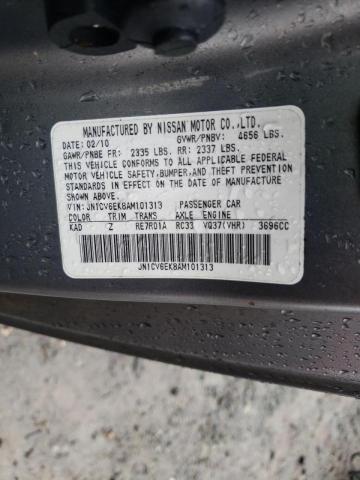 MANUFACTURED BY NISSAN MOTOR CO.,LTD.
DATE: 02/10 GVWR/PNBV: 4656 LBS.
GAWR/PNBE FR: 2335 LBS. RR: 2337 LBS.
THIS VEHICLE CONFORMS TO ALL APPLICABLE FEDERAL
MOTOR VEHICLE SAFETY,BUMPER,AND THEFT PREVENTION
STANDARDS IN EFFECT ON THE DATE OF MANUFACTURE
SHOWN ABOVE.
VIN: JN1CV6EK8AM101313 PASSENGER CAR
COLOR TRIM TRANS AXLE ENGINE
KAD Z RE7R01A RC33 VQ37(VHR) 3696CC
JN1CV6EK8AM101313